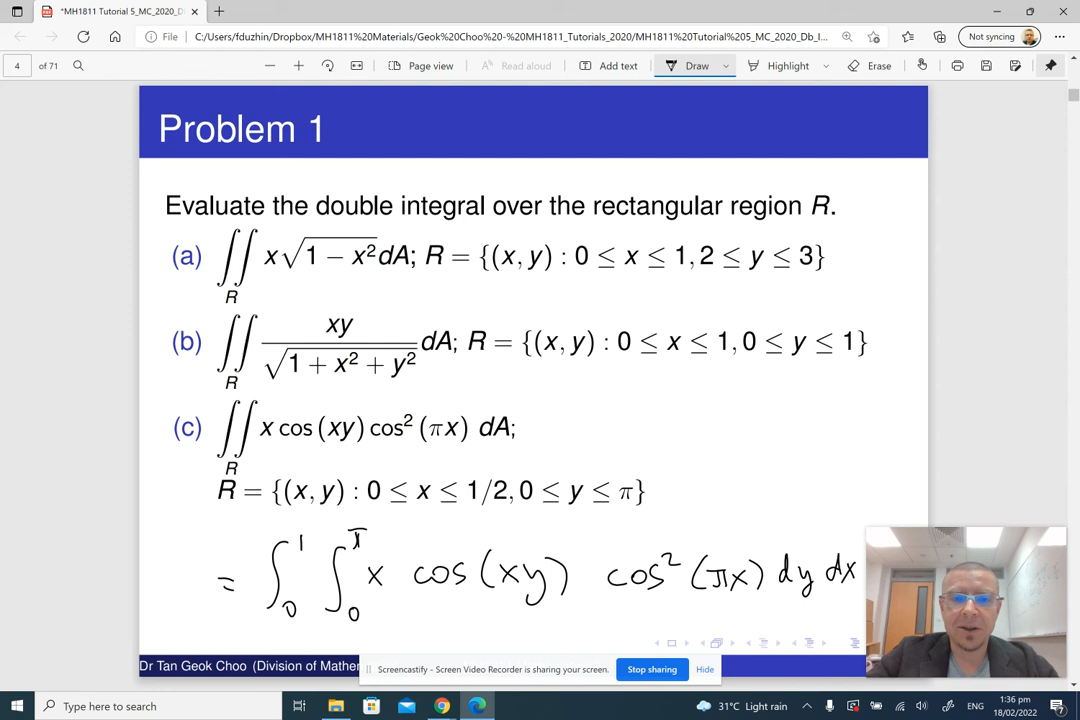 *MH1811 Tutorial 5_MC_2020_D
File C:/Users/fduzhin/Dropbox/MH1811%20Materials/Geok%20Choo%20-%20MH1811_Tutorials_2020/MH1811%20Tutorial%205_MC_2020_Db_I... Not syncing
4 of 71 Page view Read aloud Add text Draw Highlight Erase
Problem 1
Evaluate the double integral over the rectangular region R.
(a) ∬_R x√(1 − x²) dA; R = {(x, y) : 0 ≤ x ≤ 1, 2 ≤ y ≤ 3}
(b) ∬_R xy/√(1 + x² + y²) dA; R = {(x, y) : 0 ≤ x ≤ 1, 0 ≤ y ≤ 1}
(c) ∬_R x cos (xy) cos² (πx) dA;
R = {(x, y) : 0 ≤ x ≤ 1/2, 0 ≤ y ≤ π}
= ∫₀¹ ∫₀^π x cos (xy) cos² (πx) dy dx
Dr Tan Geok Choo (Division of Mathe
Screencastify - Screen Video Recorder is sharing your screen. Stop sharing Hide
Type here to search
31°C Light rain
ENG
1:36 pm
18/02/2022
7